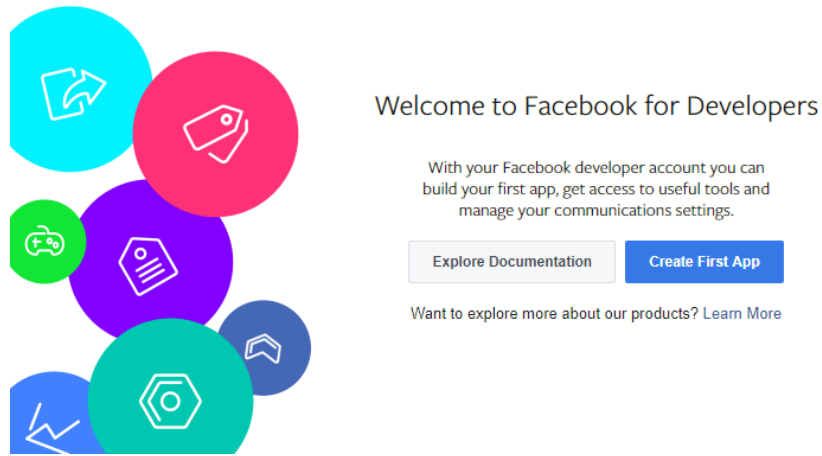 Welcome to Facebook for Developers
With your Facebook developer account you can
build your first app, get access to useful tools and
manage your communications settings.
Explore Documentation
Create First App
Want to explore more about our products? Learn More